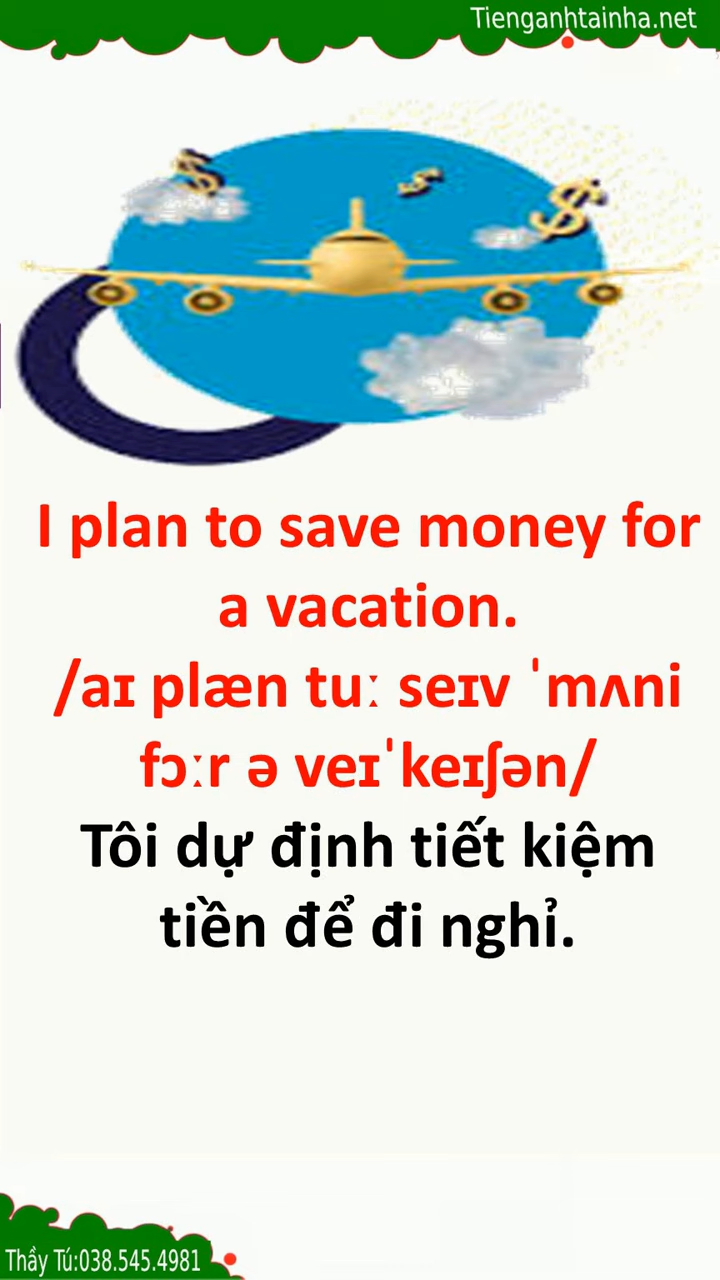 Tienganhtainha.net
I plan to save money for
a vacation.
/aɪ plæn tuː seɪv ˈmʌni
fɔːr ə veɪˈkeɪʃən/
Tôi dự định tiết kiệm
tiền để đi nghỉ.
Thầy Tú:038.545.4981